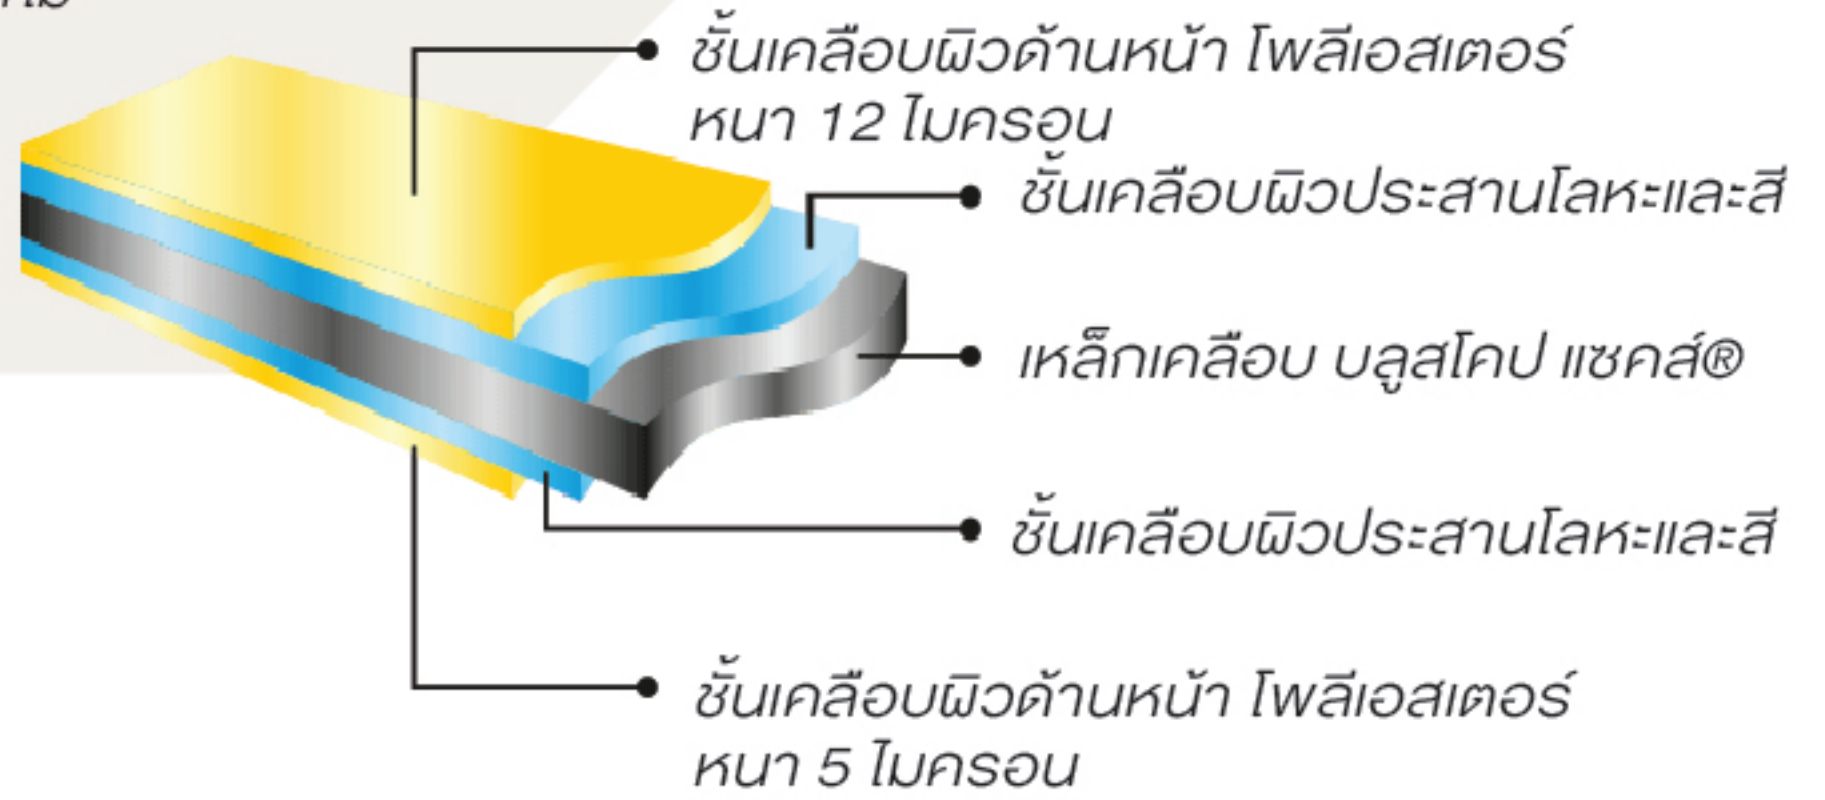 ชั้นเคลือบผิวด้านหน้า โพลีเอสเตอร์
หนา 12 ไมครอน
ชั้นเคลือบผิวประสานโลหะและสี
เหล็กเคลือบ บลูสโคป แซคส์®
ชั้นเคลือบผิวประสานโลหะและสี
ชั้นเคลือบผิวด้านหน้า โพลีเอสเตอร์
หนา 5 ไมครอน